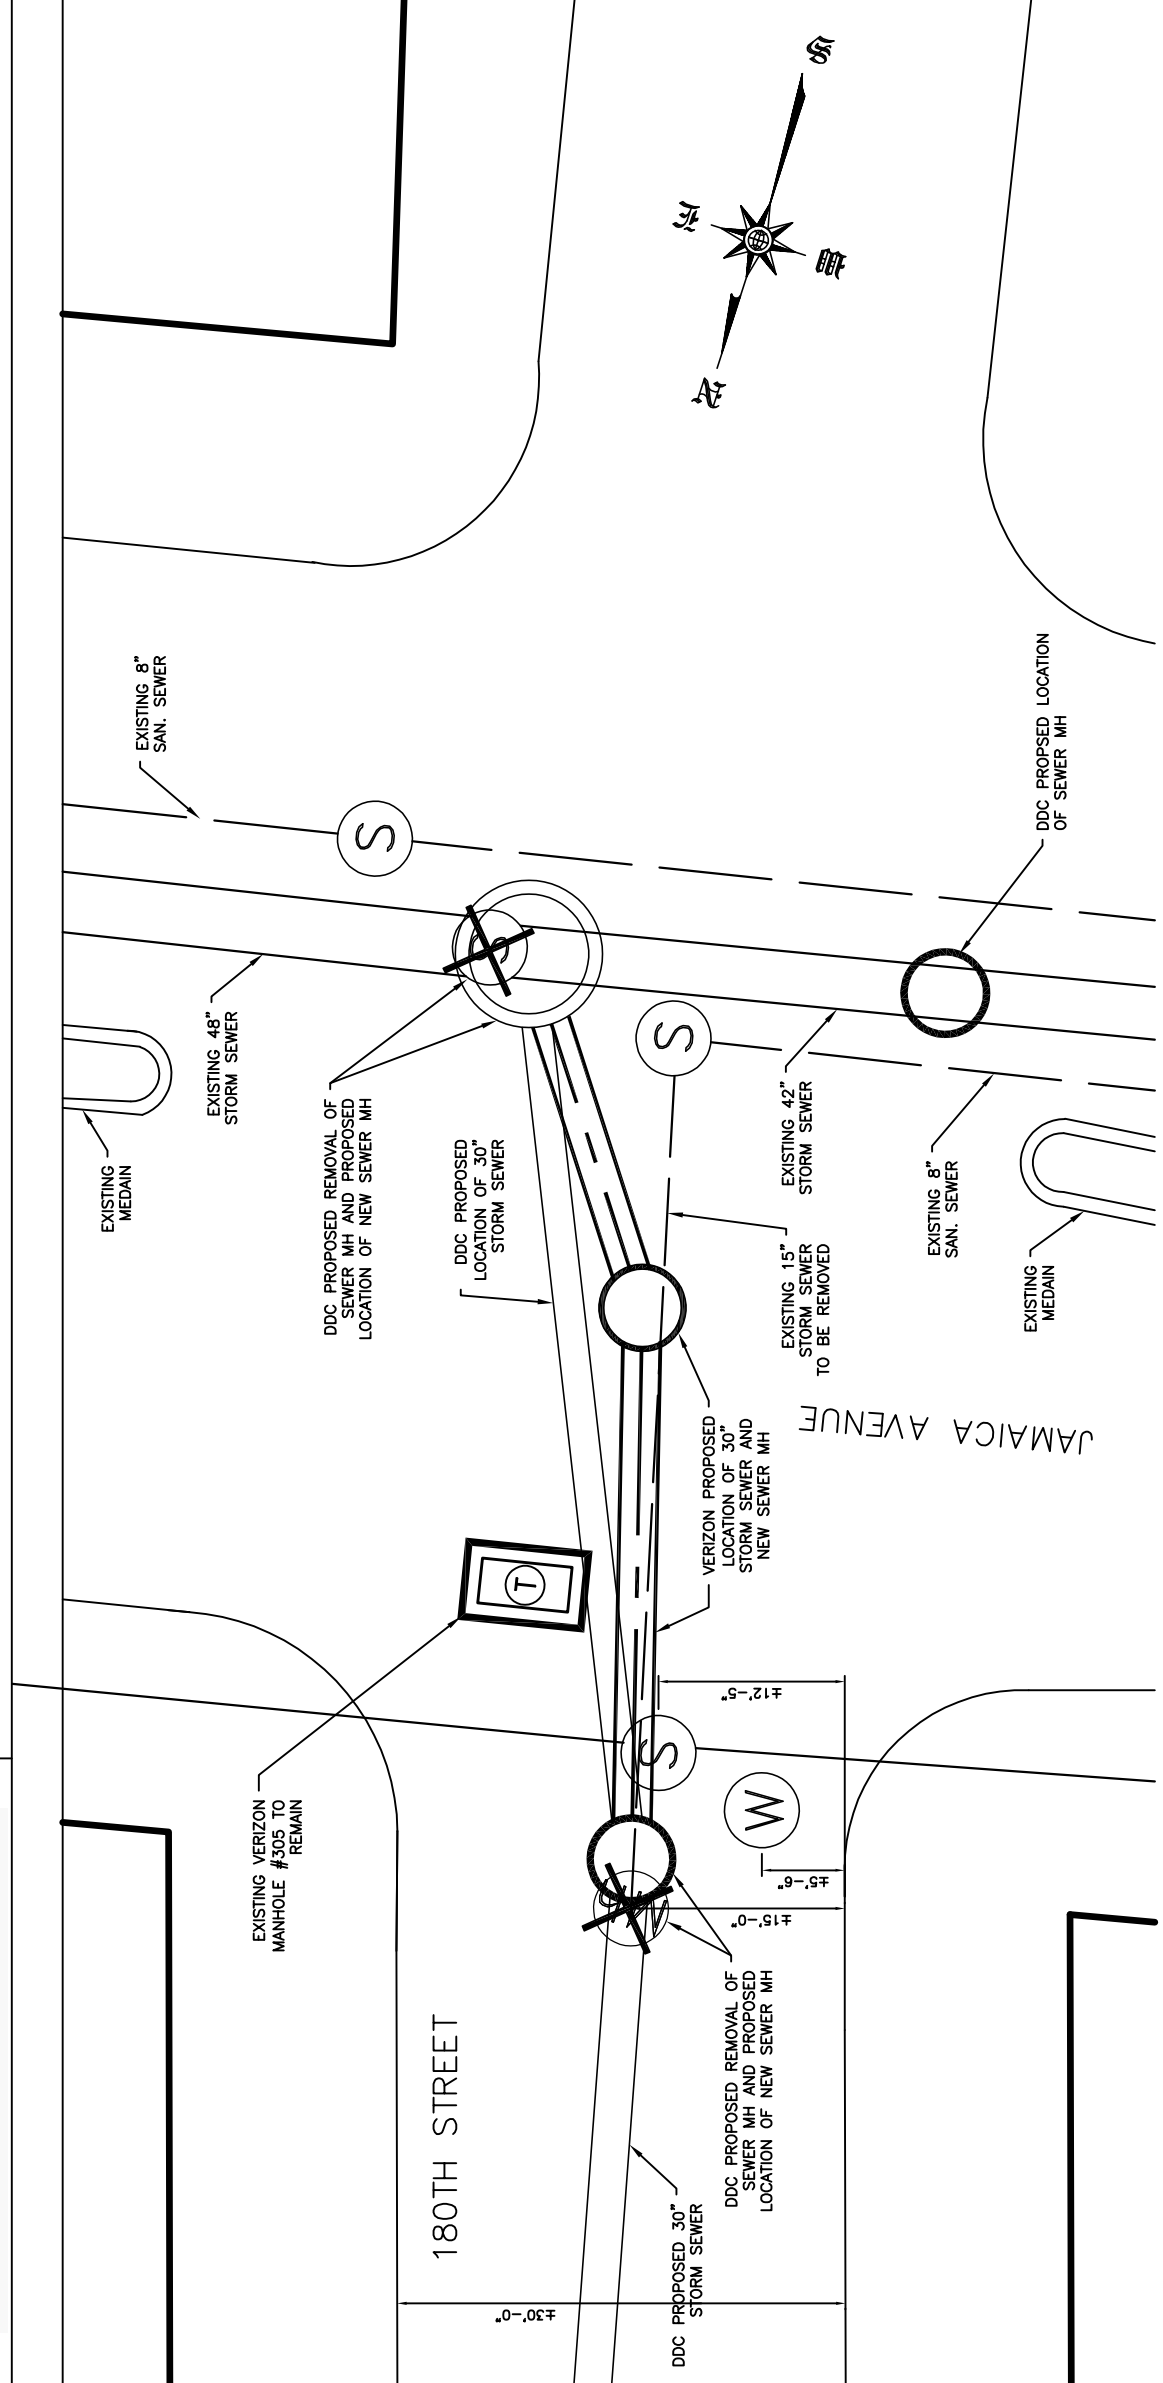 S
E
W
N
EXISTING 8"
SAN. SEWER
DDC PROPSED LOCATION
OF SEWER MH
S
S
S
EXISTING 48"
STORM SEWER
EXISTING
MEDAIN
DDC PROPOSED REMOVAL OF
SEWER MH AND PROPOSED
LOCATION OF NEW SEWER MH
DDC PROPOSED
LOCATION OF 30"
STORM SEWER
EXISTING 42"
STORM SEWER
EXISTING 8"
SAN. SEWER
EXISTING 15"
STORM SEWER
TO BE REMOVED
EXISTING
MEDAIN
JAMAICA AVENUE
VERIZON PROPOSED
LOCATION OF 30"
STORM SEWER AND
NEW SEWER MH
T
±12'-5"
S
W
EXISTING VERIZON
MANHOLE #305 TO
REMAIN
±5'-6"
±15'-0"
DDC PROPOSED REMOVAL OF
SEWER MH AND PROPOSED
LOCATION OF NEW SEWER MH
180TH STREET
DDC PROPOSED 30"
STORM SEWER
±30'-0"